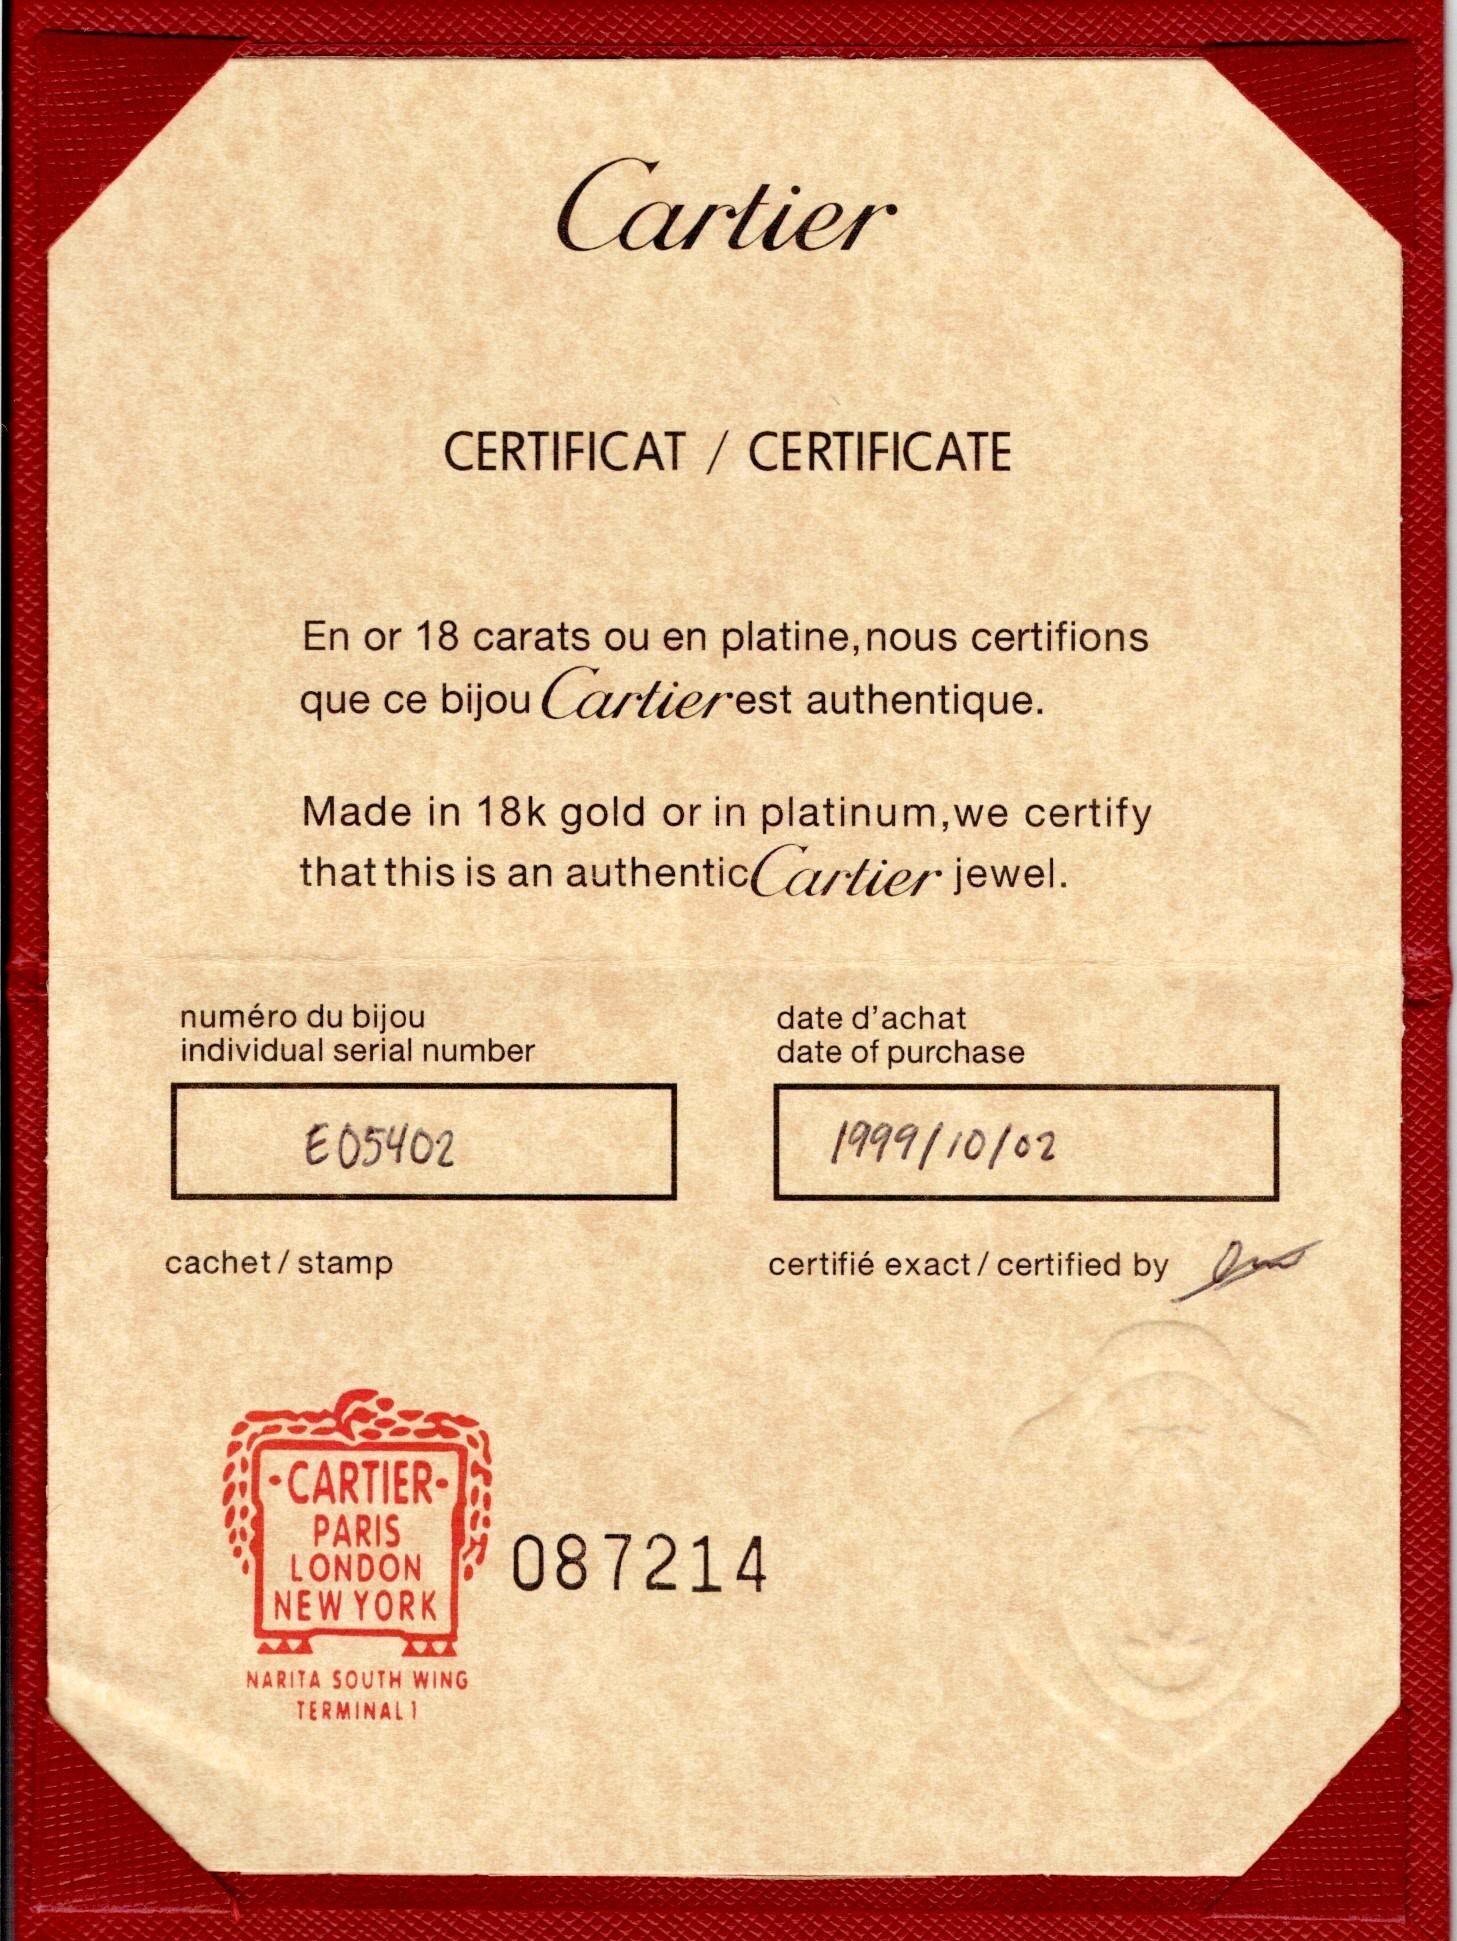 Cartier
CERTIFICAT / CERTIFICATE
En or 18 carats ou en platine, nous certifions
que ce bijou Cartier est authentique.
Made in 18k gold or in platinum, we certify
that this is an authentic Cartier jewel.
numéro du bijou
individual serial number
E05402
date d'achat
date of purchase
1999/10/02
cachet / stamp
certifié exact / certified by
·CARTIER·
PARIS
LONDON
NEW YORK
NARITA SOUTH WING
TERMINAL 1
087214